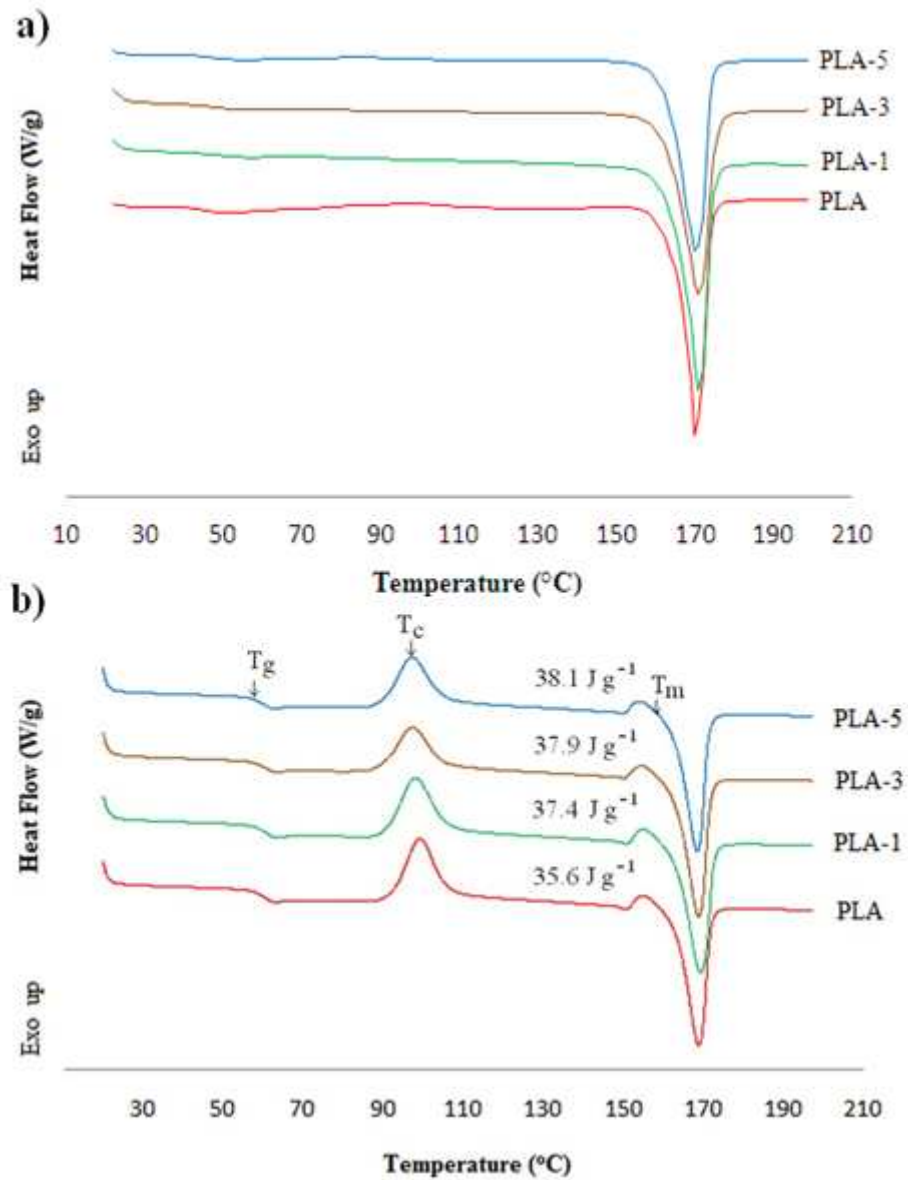 a)
PLA-5
PLA-3
PLA-1
PLA
Heat Flow (W/g)
Exo up
10 30 50 70 90 110 130 150 170 190 210
Temperature (°C)
b)
Tg
Tc
Tm
38.1 J g⁻¹
37.9 J g⁻¹
37.4 J g⁻¹
35.6 J g⁻¹
PLA-5
PLA-3
PLA-1
PLA
Heat Flow (W/g)
Exo up
30 50 70 90 110 130 150 170 190 210
Temperature (°C)